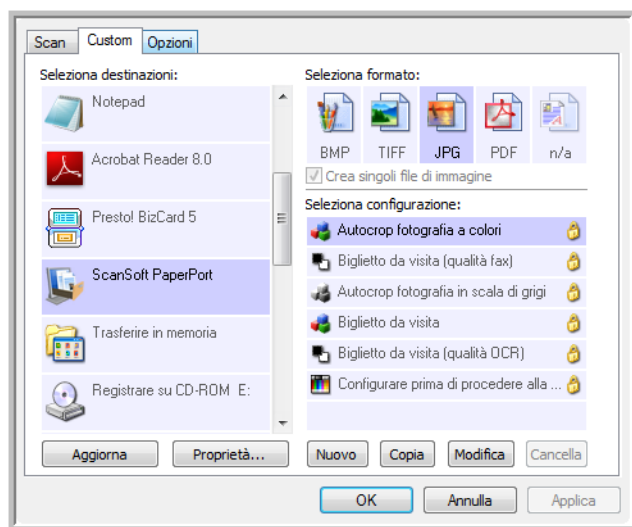 Scan Custom Opzioni
Seleziona destinazioni:
Notepad
Acrobat Reader 8.0
Presto! BizCard 5
ScanSoft PaperPort
Trasferire in memoria
Registrare su CD-ROM E:
Aggiorna Proprietà...
Seleziona formato:
BMP TIFF JPG PDF n/a
Crea singoli file di immagine
Seleziona configurazione:
Autocrop fotografia a colori
Biglietto da visita (qualità fax)
Autocrop fotografia in scala di grigi
Biglietto da visita
Biglietto da visita (qualità OCR)
Configurare prima di procedere alla ...
Nuovo Copia Modifica Cancella
OK Annulla Applica